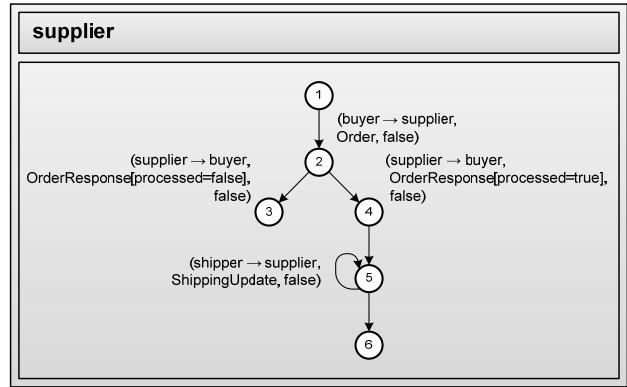 supplier
1
(buyer → supplier,
Order, false)
2
(supplier → buyer,
OrderResponse[processed=false],
false)
(supplier → buyer,
OrderResponse[processed=true],
false)
3
4
(shipper → supplier,
ShippingUpdate, false)
5
6